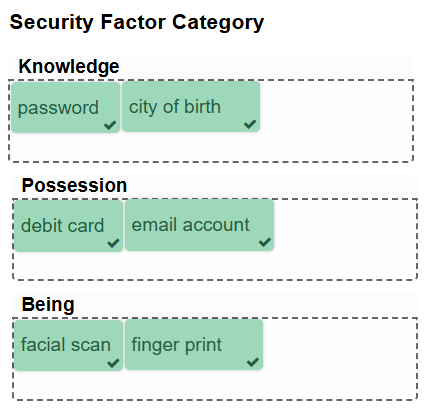 Security Factor Category
Knowledge
password city of birth
Possession
debit card email account
Being
facial scan finger print